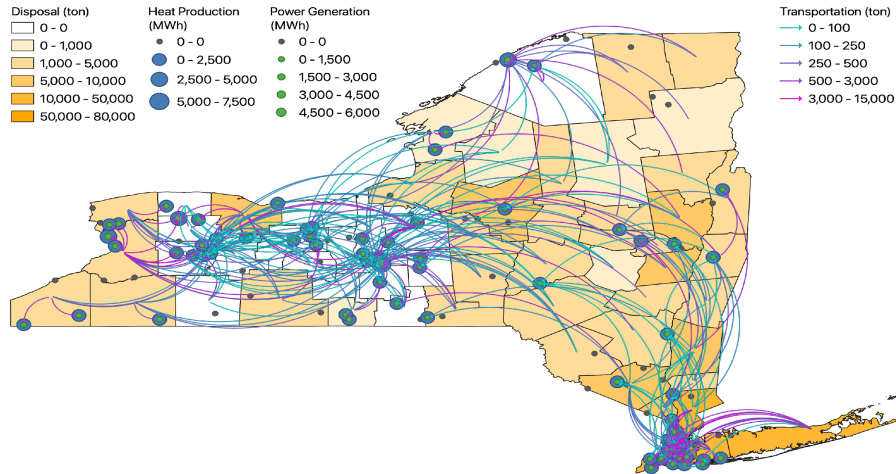 Disposal (ton)
0 - 0
0 - 1,000
1,000 - 5,000
5,000 - 10,000
10,000 - 50,000
50,000 - 80,000
Heat Production
(MWh)
0 - 0
0 - 2,500
2,500 - 5,000
5,000 - 7,500
Power Generation
(MWh)
0 - 0
0 - 1,500
1,500 - 3,000
3,000 - 4,500
4,500 - 6,000
Transportation (ton)
0 - 100
100 - 250
250 - 500
500 - 3,000
3,000 - 15,000